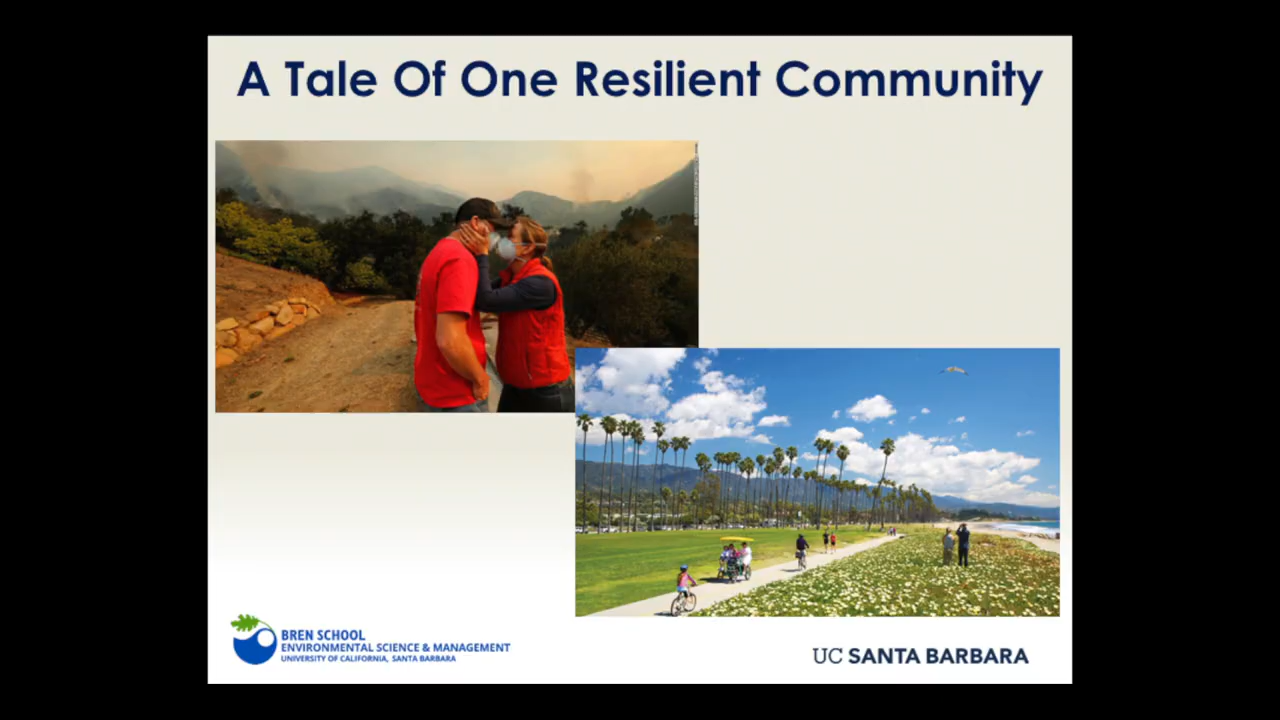 A Tale Of One Resilient Community
BREN SCHOOL
ENVIRONMENTAL SCIENCE & MANAGEMENT
UNIVERSITY OF CALIFORNIA, SANTA BARBARA
UC SANTA BARBARA